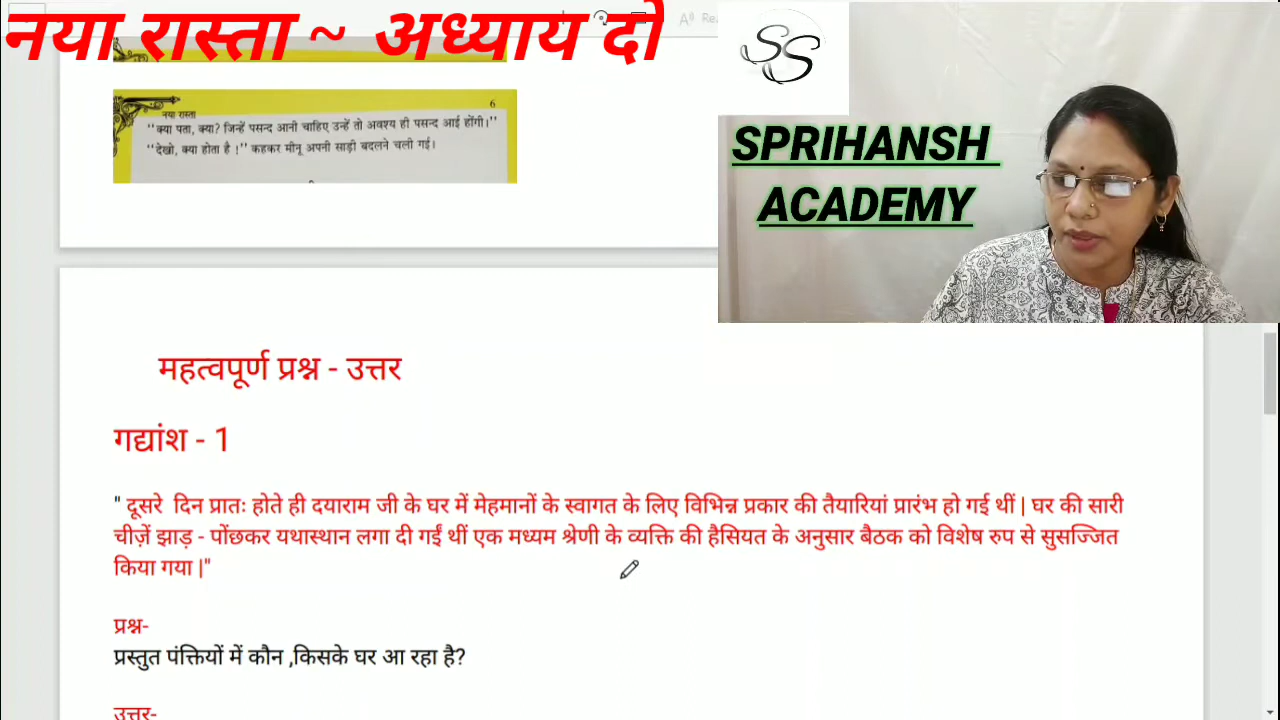 नया रास्ता ~ अध्याय दो
SS
SPRIHANSH
ACADEMY
6
नया रास्ता
"क्या पता, क्या? जिन्हें पसन्द आनी चाहिए उन्हें तो अवश्य ही पसन्द आई होंगी।"
"देखो, क्या होता है !" कहकर मीनू अपनी साड़ी बदलने चली गई।
महत्वपूर्ण प्रश्न - उत्तर
गद्यांश - 1
" दूसरे दिन प्रातः होते ही दयाराम जी के घर में मेहमानों के स्वागत के लिए विभिन्न प्रकार की तैयारियां प्रारंभ हो गई थीं | घर की सारी
चीज़ें झाड़ - पोंछकर यथास्थान लगा दी गईं थीं एक मध्यम श्रेणी के व्यक्ति की हैसियत के अनुसार बैठक को विशेष रुप से सुसज्जित
किया गया |"
प्रश्न-
प्रस्तुत पंक्तियों में कौन ,किसके घर आ रहा है?
उत्तर-